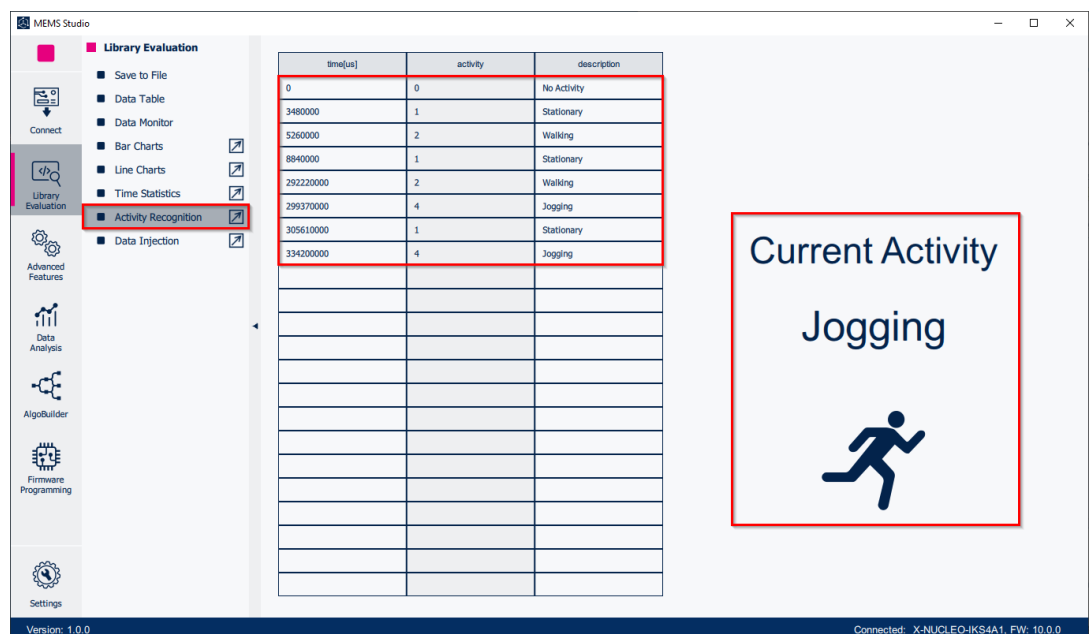 MEMS Studio
Connect
Library
Evaluation
Advanced
Features
Data
Analysis
AlgoBuilder
Firmware
Programming
Settings
Library Evaluation
Save to File
Data Table
Data Monitor
Bar Charts
Line Charts
Time Statistics
Activity Recognition
Data Injection
time[us] activity description
0 0 No Activity
3480000 1 Stationary
5260000 2 Walking
8840000 1 Stationary
292220000 2 Walking
299370000 4 Jogging
305610000 1 Stationary
334200000 4 Jogging
Current Activity
Jogging
Version: 1.0.0
Connected: X-NUCLEO-IKS4A1, FW: 10.0.0